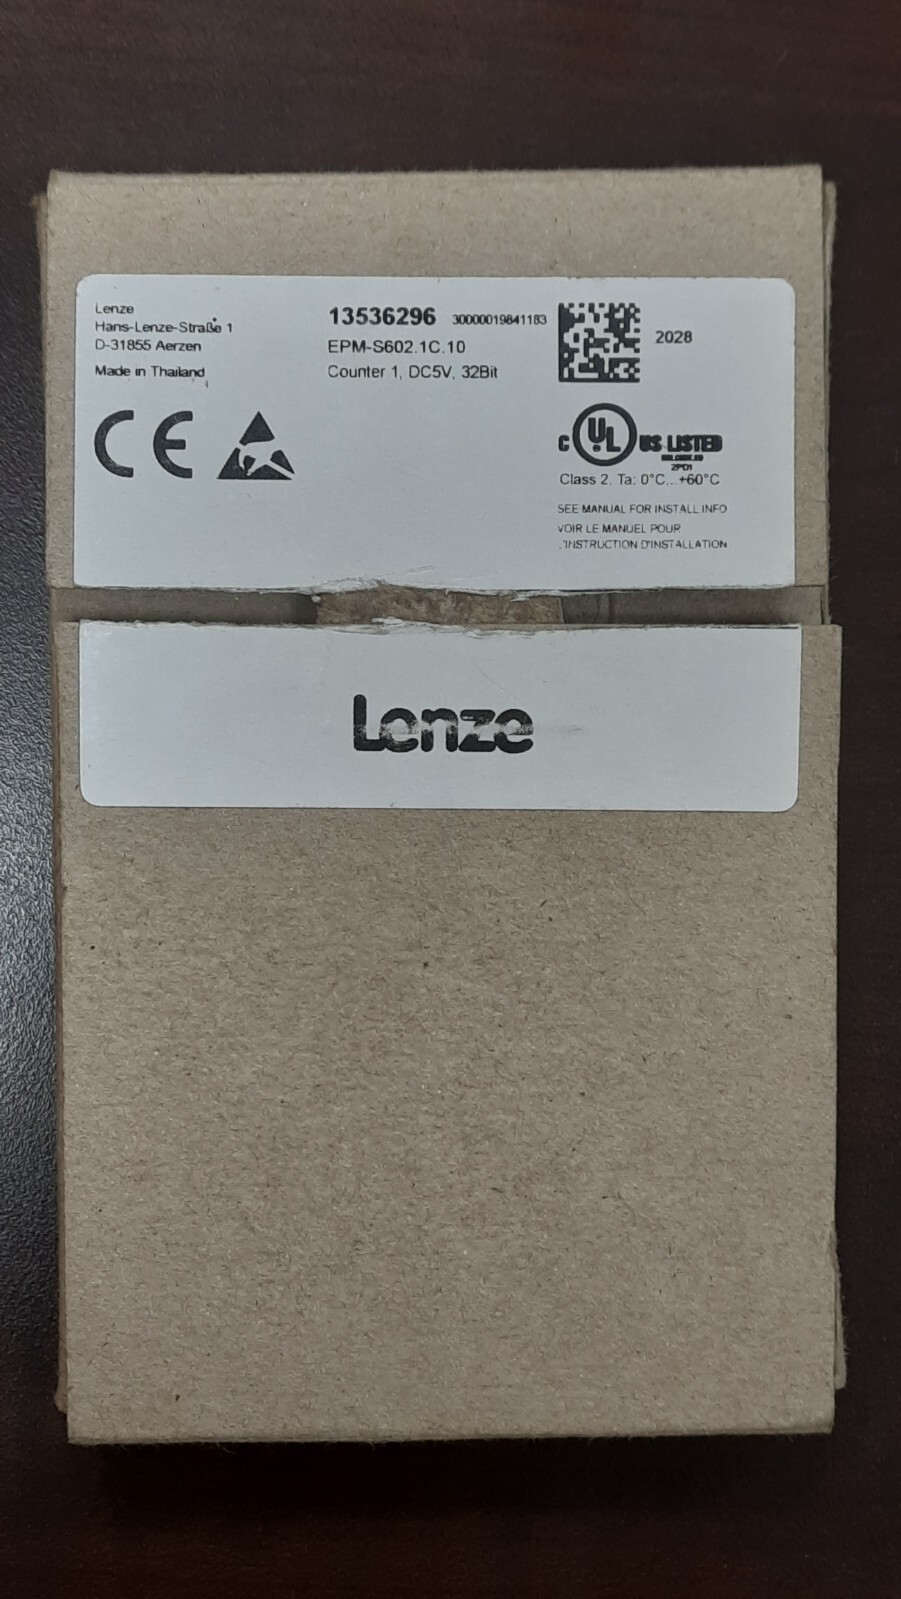 Lenze
Hans-Lenze-Straße 1
D-31855 Aerzen
Made in Thailand
13536296 30000019841183
EPM-S602.1C.10
Counter 1, DC5V, 32Bit
2028
CE
C UL US LISTED
2PD1
Class 2, Ta: 0°C...+60°C
SEE MANUAL FOR INSTALL INFO
VOIR LE MANUEL POUR
L'INSTRUCTION D'INSTALLATION
Lenze